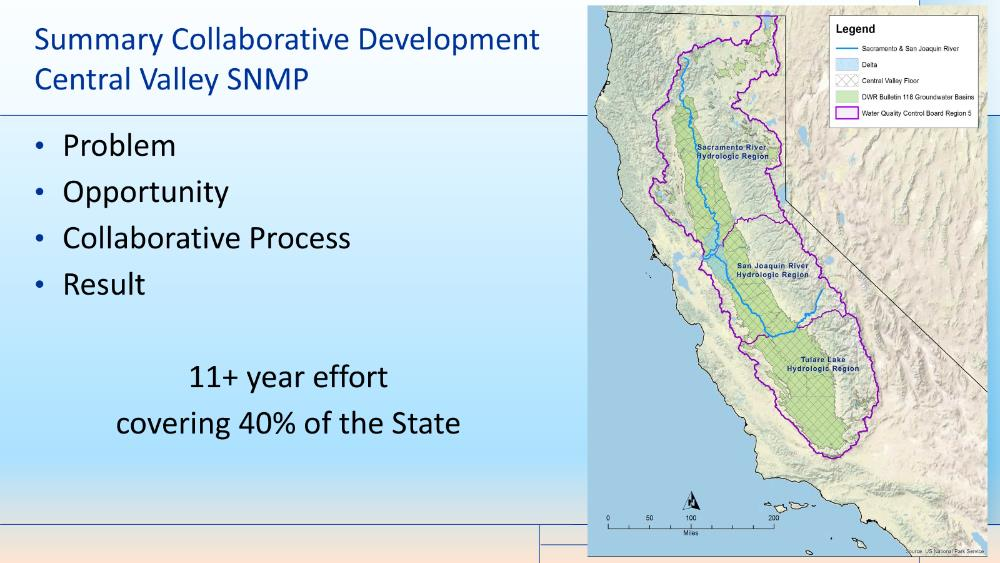 Summary Collaborative Development
Central Valley SNMP
• Problem
• Opportunity
• Collaborative Process
• Result
11+ year effort
covering 40% of the State
Legend
Sacramento & San Joaquin River
Delta
Central Valley Floor
DWR Bulletin 118 Groundwater Basins
Water Quality Control Board Region 5
Sacramento River
Hydrologic Region
San Joaquin River
Hydrologic Region
Tulare Lake
Hydrologic Region
0 50 100 200
Miles
Source: US National Park Service